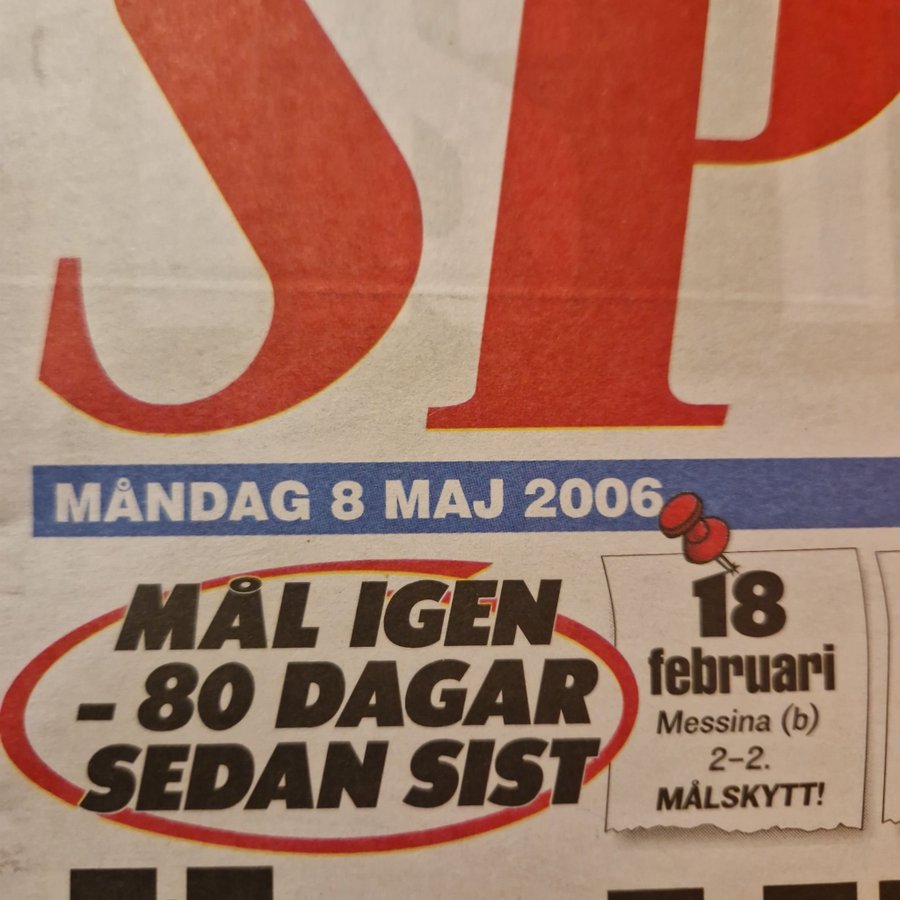 SP
MÅNDAG 8 MAJ 2006
MÅL IGEN
– 80 DAGAR
SEDAN SIST
18
februari
Messina (b)
2–2.
MÅLSKYTT!